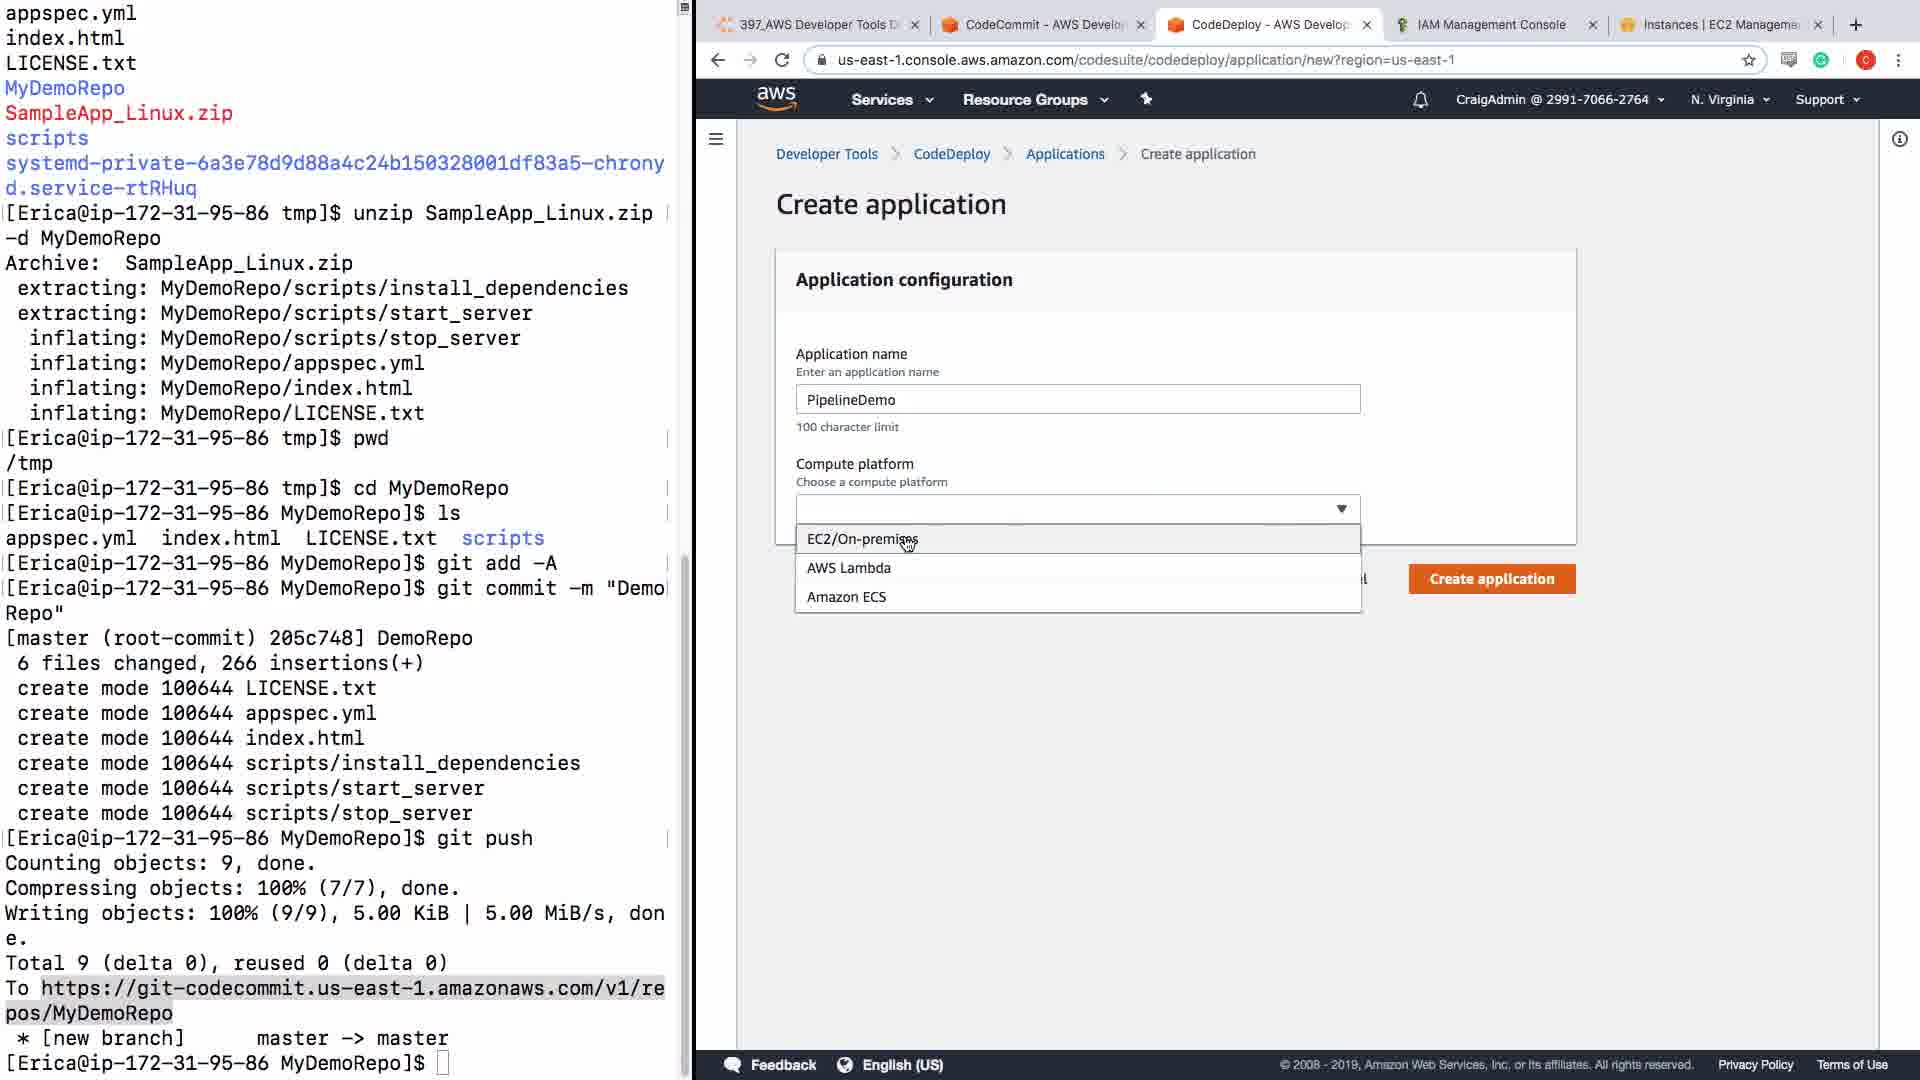 appspec.yml
index.html
LICENSE.txt
MyDemoRepo
SampleApp_Linux.zip
scripts
systemd-private-6a3e78d9d88a4c24b150328001df83a5-chrony
d.service-rtRHuq
[Erica@ip-172-31-95-86 tmp]$ unzip SampleApp_Linux.zip
-d MyDemoRepo
Archive:  SampleApp_Linux.zip
 extracting: MyDemoRepo/scripts/install_dependencies
 extracting: MyDemoRepo/scripts/start_server
  inflating: MyDemoRepo/scripts/stop_server
  inflating: MyDemoRepo/appspec.yml
  inflating: MyDemoRepo/index.html
  inflating: MyDemoRepo/LICENSE.txt
[Erica@ip-172-31-95-86 tmp]$ pwd
/tmp
[Erica@ip-172-31-95-86 tmp]$ cd MyDemoRepo
[Erica@ip-172-31-95-86 MyDemoRepo]$ ls
appspec.yml  index.html  LICENSE.txt  scripts
[Erica@ip-172-31-95-86 MyDemoRepo]$ git add -A
[Erica@ip-172-31-95-86 MyDemoRepo]$ git commit -m "Demo
Repo"
[master (root-commit) 205c748] DemoRepo
 6 files changed, 266 insertions(+)
 create mode 100644 LICENSE.txt
 create mode 100644 appspec.yml
 create mode 100644 index.html
 create mode 100644 scripts/install_dependencies
 create mode 100644 scripts/start_server
 create mode 100644 scripts/stop_server
[Erica@ip-172-31-95-86 MyDemoRepo]$ git push
Counting objects: 9, done.
Compressing objects: 100% (7/7), done.
Writing objects: 100% (9/9), 5.00 KiB | 5.00 MiB/s, don
e.
Total 9 (delta 0), reused 0 (delta 0)
To https://git-codecommit.us-east-1.amazonaws.com/v1/re
pos/MyDemoRepo
 * [new branch]      master -> master
[Erica@ip-172-31-95-86 MyDemoRepo]$
397_AWS Developer Tools D
CodeCommit - AWS Develo
CodeDeploy - AWS Develop
IAM Management Console
Instances | EC2 Manageme
us-east-1.console.aws.amazon.com/codesuite/codedeploy/application/new?region=us-east-1
C
aws
Services
Resource Groups
CraigAdmin @ 2991-7066-2764
N. Virginia
Support
Developer Tools
CodeDeploy
Applications
Create application
Create application
Application configuration
Application name
Enter an application name
PipelineDemo
100 character limit
Compute platform
Choose a compute platform
EC2/On-premises
AWS Lambda
Amazon ECS
Create application
Feedback
English (US)
© 2008 - 2019, Amazon Web Services, Inc. or its affiliates. All rights reserved.
Privacy Policy
Terms of Use